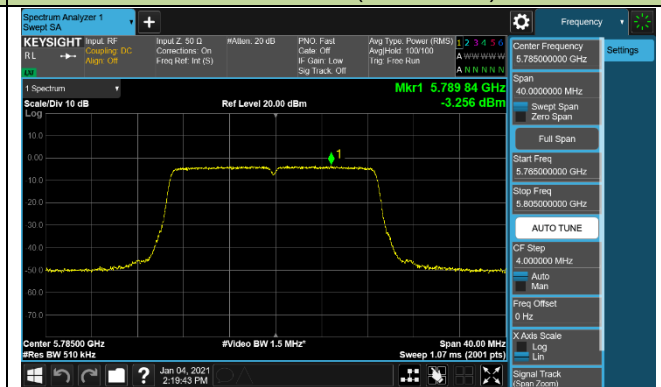 Spectrum Analyzer 1
Swept SA
Frequency
KEYSIGHT
RL
Input: RF
Coupling: DC
Align: Off
Input Z: 50 Ω
Corrections: On
Freq Ref: Int (S)
#Atten: 20 dB
PNO: Fast
Gate: Off
IF Gain: Low
Sig Track: Off
Avg Type: Power (RMS)
Avg|Hold: 100/100
Trig: Free Run
1 2 3 4 5 6
A W W W W W
A N N N N N
LW
1 Spectrum
Scale/Div 10 dB
Log
Ref Level 20.00 dBm
Mkr1 5.789 84 GHz
-3.256 dBm
1
10.0
0.00
-10.0
-20.0
-30.0
-40.0
-50.0
-60.0
-70.0
Center 5.78500 GHz
#Res BW 510 kHz
#Video BW 1.5 MHz*
Span 40.00 MHz
Sweep 1.07 ms (2001 pts)
Center Frequency
5.785000000 GHz
Settings
Span
40.0000000 MHz
Swept Span
Zero Span
Full Span
Start Freq
5.765000000 GHz
Stop Freq
5.805000000 GHz
AUTO TUNE
CF Step
4.000000 MHz
Auto
Man
Freq Offset
0 Hz
X Axis Scale
Log
Lin
Signal Track
(Span Zoom)
?
Jan 04, 2021
2:19:43 PM